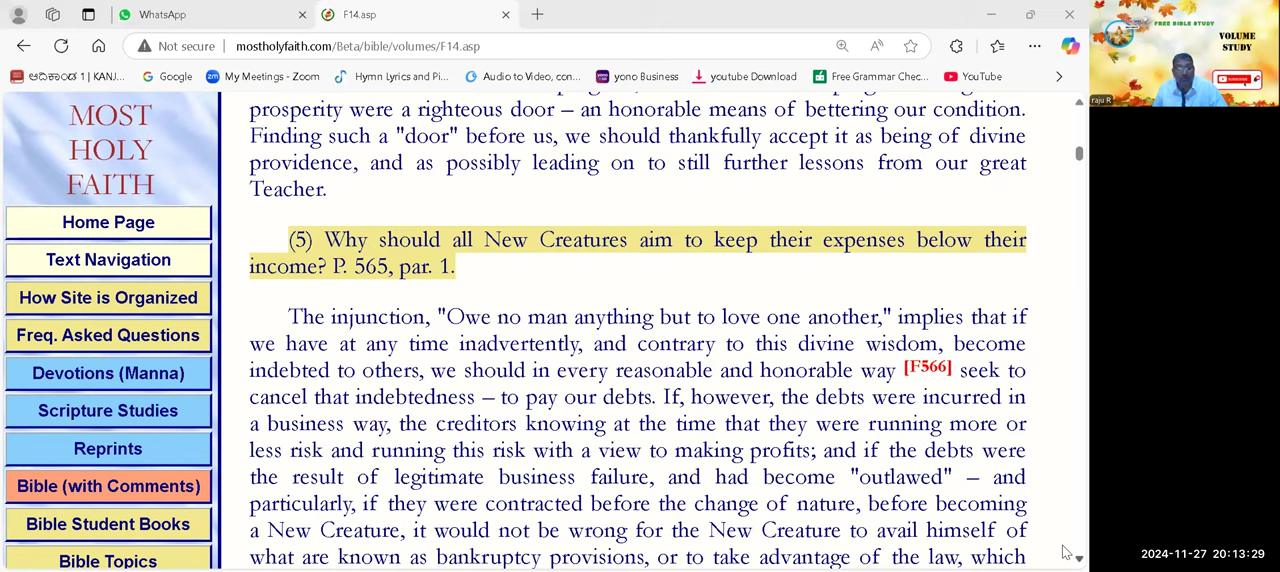 WhatsApp
F14.asp
Not secure | mostholyfaith.com/Beta/bible/volumes/F14.asp
ಆದಿಕಾಂಡ 1 | KANJ...
Google
My Meetings - Zoom
Hymn Lyrics and Pi...
Audio to Video, con...
yono Business
youtube Download
Free Grammar Chec...
YouTube
MOST
HOLY
FAITH
Home Page
Text Navigation
How Site is Organized
Freq. Asked Questions
Devotions (Manna)
Scripture Studies
Reprints
Bible (with Comments)
Bible Student Books
Bible Topics
prosperity were a righteous door – an honorable means of bettering our condition.
Finding such a "door" before us, we should thankfully accept it as being of divine
providence, and as possibly leading on to still further lessons from our great
Teacher.
(5) Why should all New Creatures aim to keep their expenses below their
income? P. 565, par. 1.
The injunction, "Owe no man anything but to love one another," implies that if
we have at any time inadvertently, and contrary to this divine wisdom, become
indebted to others, we should in every reasonable and honorable way [F566] seek to
cancel that indebtedness – to pay our debts. If, however, the debts were incurred in
a business way, the creditors knowing at the time that they were running more or
less risk and running this risk with a view to making profits; and if the debts were
the result of legitimate business failure, and had become "outlawed" – and
particularly, if they were contracted before the change of nature, before becoming
a New Creature, it would not be wrong for the New Creature to avail himself of
what are known as bankruptcy provisions, or to take advantage of the law, which
FREE BIBLE STUDY
VOLUME
STUDY
raju R
2024-11-27 20:13:29